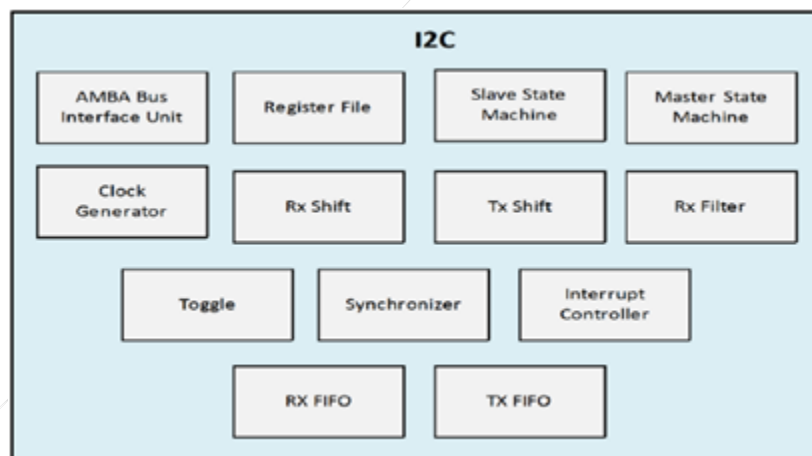 I2C
AMBA Bus
Interface Unit
Register File
Slave State
Machine
Master State
Machine
Clock
Generator
Rx Shift
Tx Shift
Rx Filter
Toggle
Synchronizer
Interrupt
Controller
RX FIFO
TX FIFO